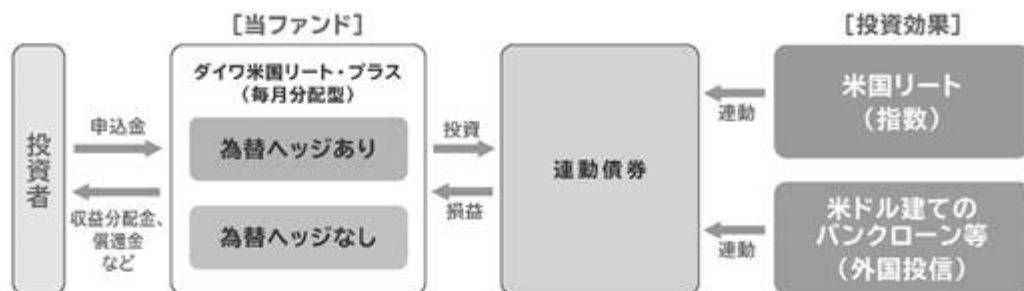 [当ファンド]
[投資効果]
投資者
申込金
収益分配金、
償還金
など
ダイワ米国リート・プラス
（毎月分配型）
為替ヘッジあり
為替ヘッジなし
投資
損益
連動債券
連動
連動
米国リート
（指数）
米ドル建ての
バンクローン等
（外国投信）